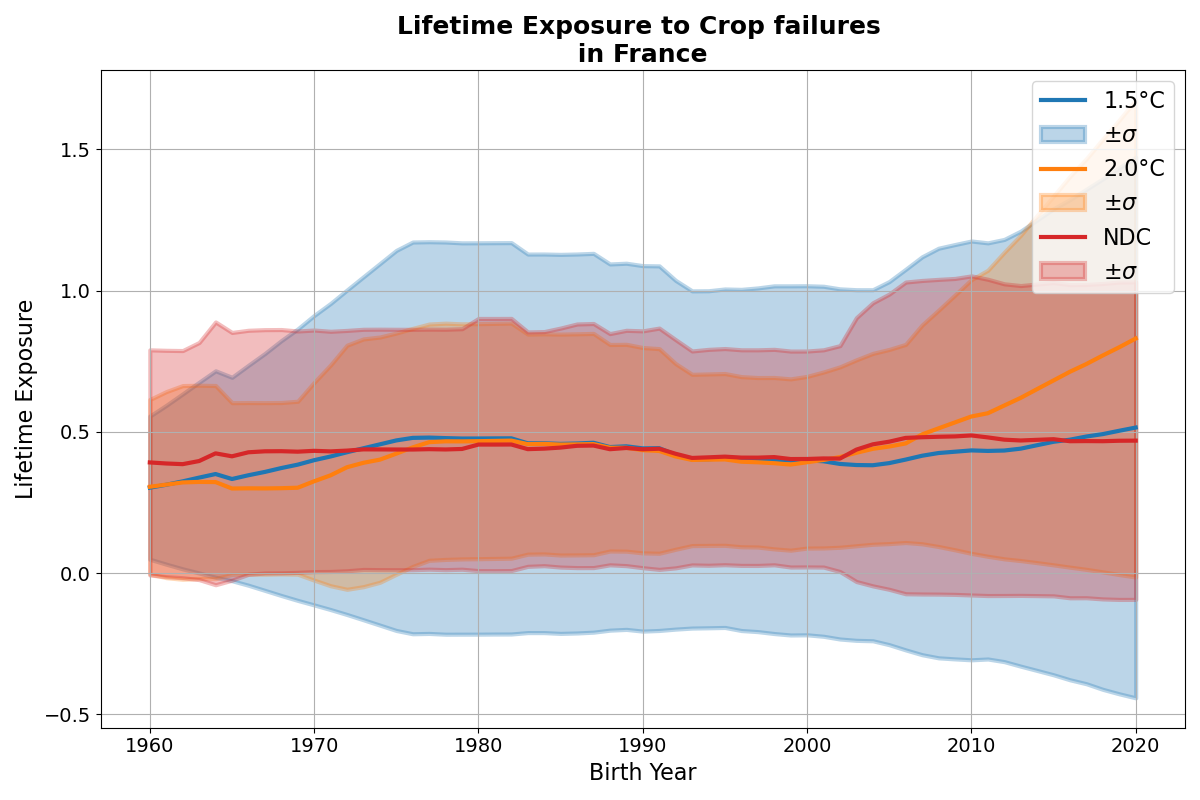 Lifetime Exposure to Crop failures
in France
1.5°C
±σ
2.0°C
±σ
NDC
±σ
Lifetime Exposure
1.5
1.0
0.5
0.0
−0.5
1960 1970 1980 1990 2000 2010 2020
Birth Year